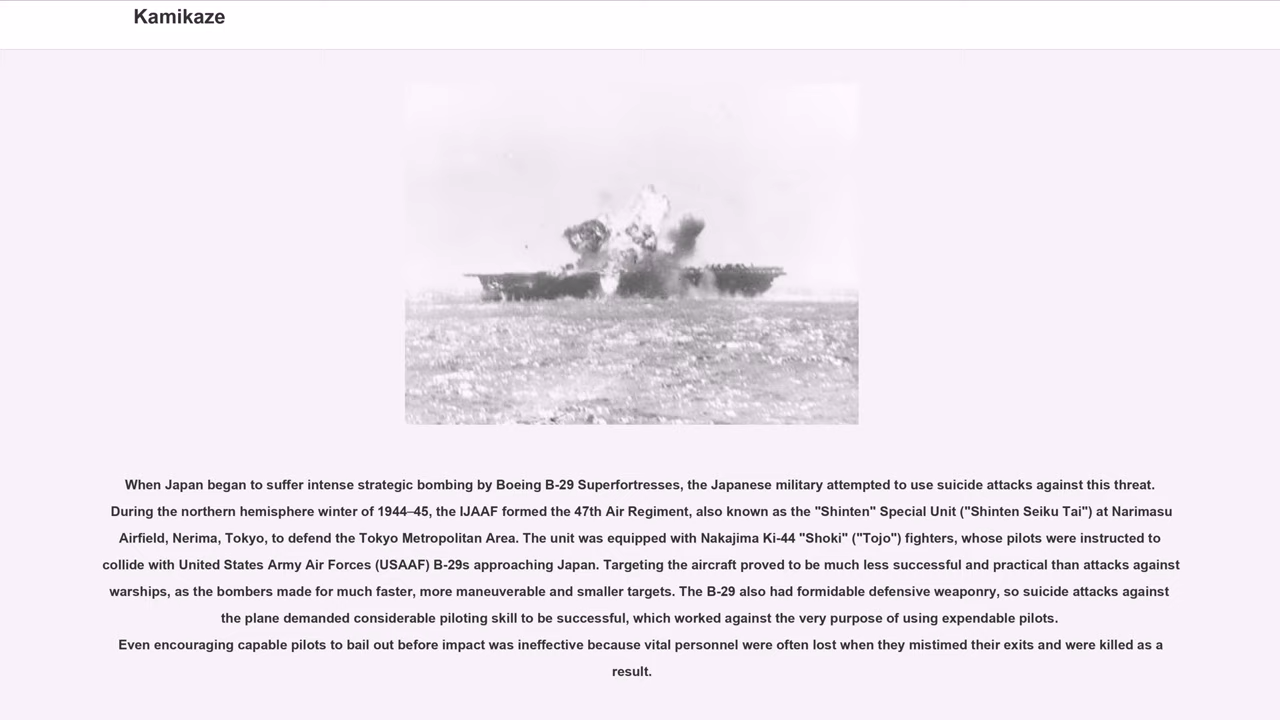 Kamikaze
When Japan began to suffer intense strategic bombing by Boeing B-29 Superfortresses, the Japanese military attempted to use suicide attacks against this threat.
During the northern hemisphere winter of 1944–45, the IJAAF formed the 47th Air Regiment, also known as the "Shinten" Special Unit ("Shinten Seiku Tai") at Narimasu
Airfield, Nerima, Tokyo, to defend the Tokyo Metropolitan Area. The unit was equipped with Nakajima Ki-44 "Shoki" ("Tojo") fighters, whose pilots were instructed to
collide with United States Army Air Forces (USAAF) B-29s approaching Japan. Targeting the aircraft proved to be much less successful and practical than attacks against
warships, as the bombers made for much faster, more maneuverable and smaller targets. The B-29 also had formidable defensive weaponry, so suicide attacks against
the plane demanded considerable piloting skill to be successful, which worked against the very purpose of using expendable pilots.
Even encouraging capable pilots to bail out before impact was ineffective because vital personnel were often lost when they mistimed their exits and were killed as a
result.